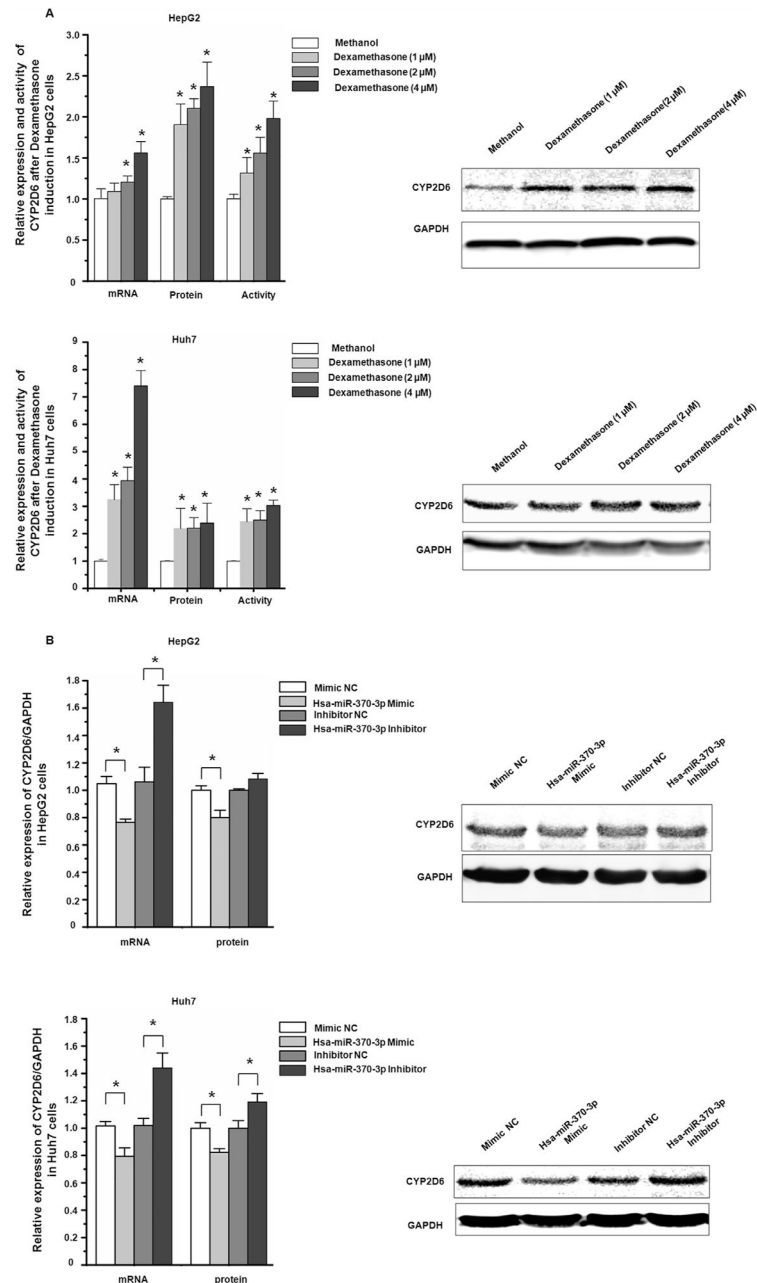 A
HepG2
Relative expression and activity of
CYP2D6 after Dexamethasone
induction in HepG2 cells
3.0
2.5
2.0
1.5
1.0
0.5
0
*
*
*
*
*
*
*
*
mRNA
Protein
Activity
Methanol
Dexamethasone (1 μM)
Dexamethasone (2 μM)
Dexamethasone (4 μM)
Methanol
Dexamethasone (1 μM)
Dexamethasone(2 μM)
Dexamethasone(4 μM)
CYP2D6
GAPDH
Huh7
Relative expression and activity of
CYP2D6 after Dexamethasone
induction in Huh7 cells
9
8
7
6
5
4
3
2
1
0
*
*
*
*
*
*
*
*
*
mRNA
Protein
Activity
Methanol
Dexamethasone (1 μM)
Dexamethasone (2 μM)
Dexamethasone (4 μM)
Methanol
Dexamethasone (1 μM)
Dexamethasone (2 μM)
Dexamethasone (4 μM)
CYP2D6
GAPDH
B
HepG2
Relative expression of CYP2D6/GAPDH
in HepG2 cells
1.8
1.6
1.4
1.2
1.0
0.8
0.6
0.4
0.2
0
*
*
*
mRNA
protein
Mimic NC
Hsa-miR-370-3p Mimic
Inhibitor NC
Hsa-miR-370-3p Inhibitor
Mimic NC
Hsa-miR-370-3p
Mimic
Inhibitor NC
Hsa-miR-370-3p
Inhibitor
CYP2D6
GAPDH
Huh7
Relative expression of CYP2D6/GAPDH
in Huh7 cells
1.8
1.6
1.4
1.2
1.0
0.8
0.6
0.4
0.2
0
*
*
*
*
mRNA
protein
Mimic NC
Hsa-miR-370-3p Mimic
Inhibitor NC
Hsa-miR-370-3p Inhibitor
Mimic NC
Hsa-miR-370-3p
Mimic
Inhibitor NC
Hsa-miR-370-3p
Inhibitor
CYP2D6
GAPDH